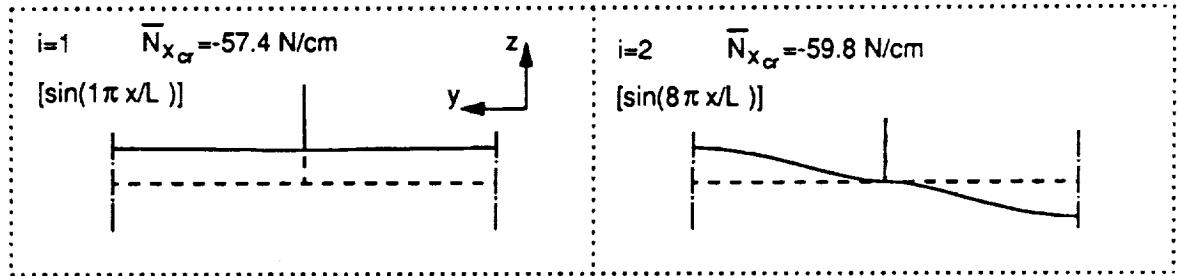 i=1 N̅xcr=-57.4 N/cm
[sin(1π x/L )]
z
y
i=2 N̅xcr=-59.8 N/cm
[sin(8π x/L )]